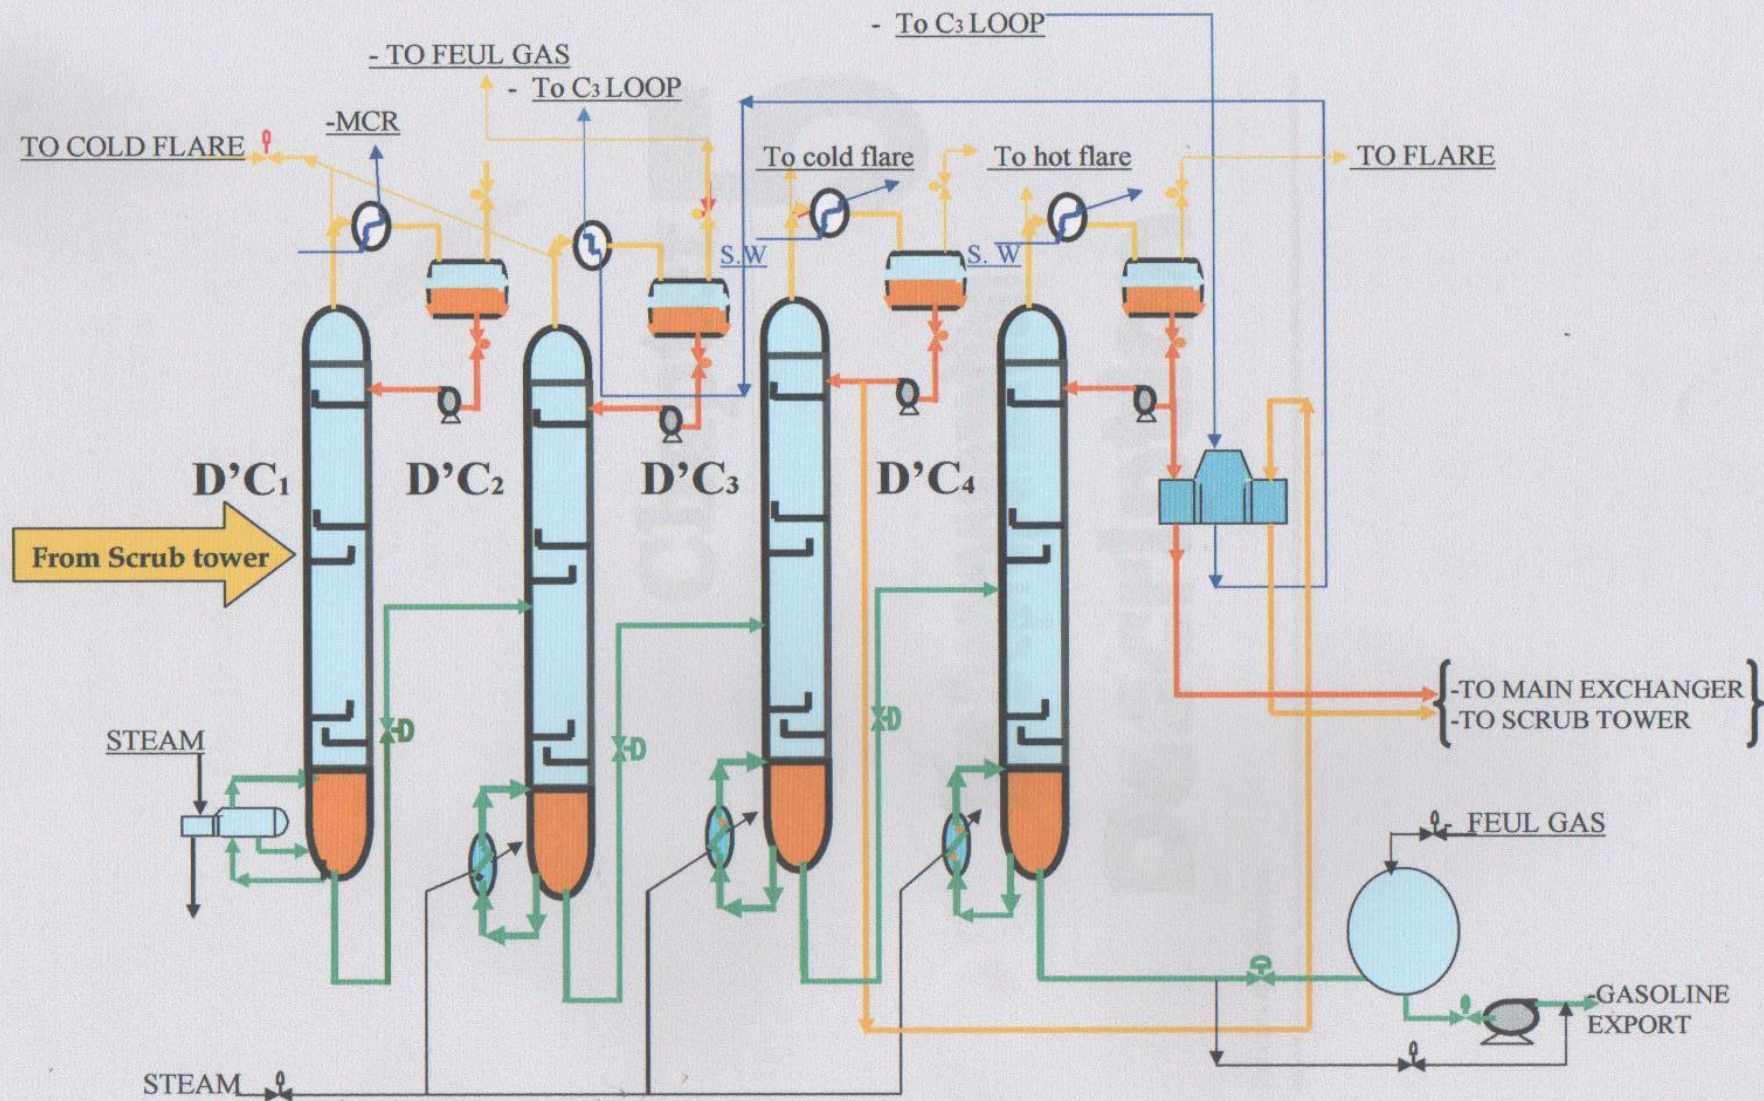 - To C₃ LOOP
- TO FEUL GAS
- To C₃ LOOP
-MCR
TO COLD FLARE
To cold flare
To hot flare
TO FLARE
S.W
S. W
D’C₁
D’C₂
D’C₃
D’C₄
From Scrub tower
-TO MAIN EXCHANGER
-TO SCRUB TOWER
STEAM
- FEUL GAS
-GASOLINE
EXPORT
STEAM